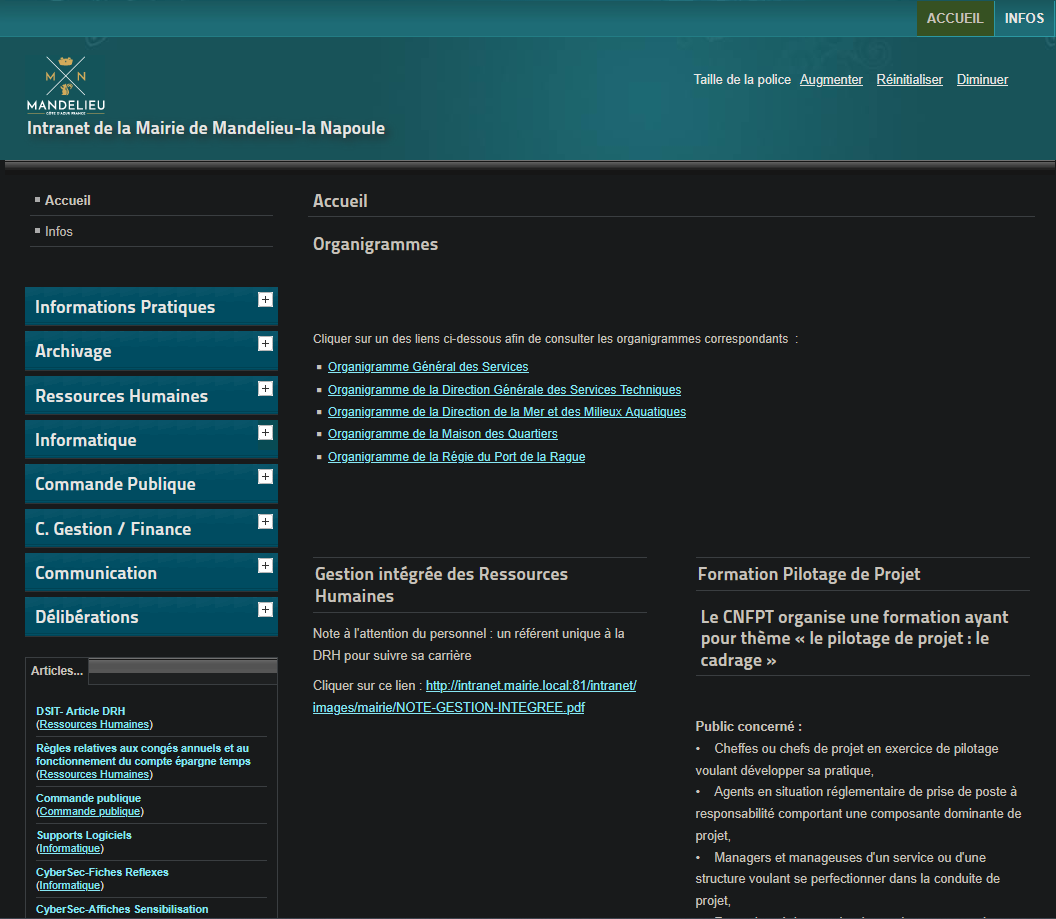 ACCUEIL
INFOS
M N
MANDELIEU
CÔTE D'AZUR FRANCE
Intranet de la Mairie de Mandelieu-la Napoule
Taille de la police Augmenter Réinitialiser Diminuer
Accueil
Infos
Informations Pratiques
Archivage
Ressources Humaines
Informatique
Commande Publique
C. Gestion / Finance
Communication
Délibérations
Articles...
DSIT- Article DRH
(Ressources Humaines)
Règles relatives aux congés annuels et au
fonctionnement du compte épargne temps
(Ressources Humaines)
Commande publique
(Commande publique)
Supports Logiciels
(Informatique)
CyberSec-Fiches Reflexes
(Informatique)
CyberSec-Affiches Sensibilisation
Accueil
Organigrammes
Cliquer sur un des liens ci-dessous afin de consulter les organigrammes correspondants :
Organigramme Général des Services
Organigramme de la Direction Générale des Services Techniques
Organigramme de la Direction de la Mer et des Milieux Aquatiques
Organigramme de la Maison des Quartiers
Organigramme de la Régie du Port de la Rague
Gestion intégrée des Ressources
Humaines
Note à l'attention du personnel : un référent unique à la
DRH pour suivre sa carrière
Cliquer sur ce lien : http://intranet.mairie.local:81/intranet/
images/mairie/NOTE-GESTION-INTEGREE.pdf
Formation Pilotage de Projet
Le CNFPT organise une formation ayant
pour thème « le pilotage de projet : le
cadrage »
Public concerné :
• Cheffes ou chefs de projet en exercice de pilotage
voulant développer sa pratique,
• Agents en situation réglementaire de prise de poste à
responsabilité comportant une composante dominante de
projet,
• Managers et manageuses d'un service ou d'une
structure voulant se perfectionner dans la conduite de
projet,